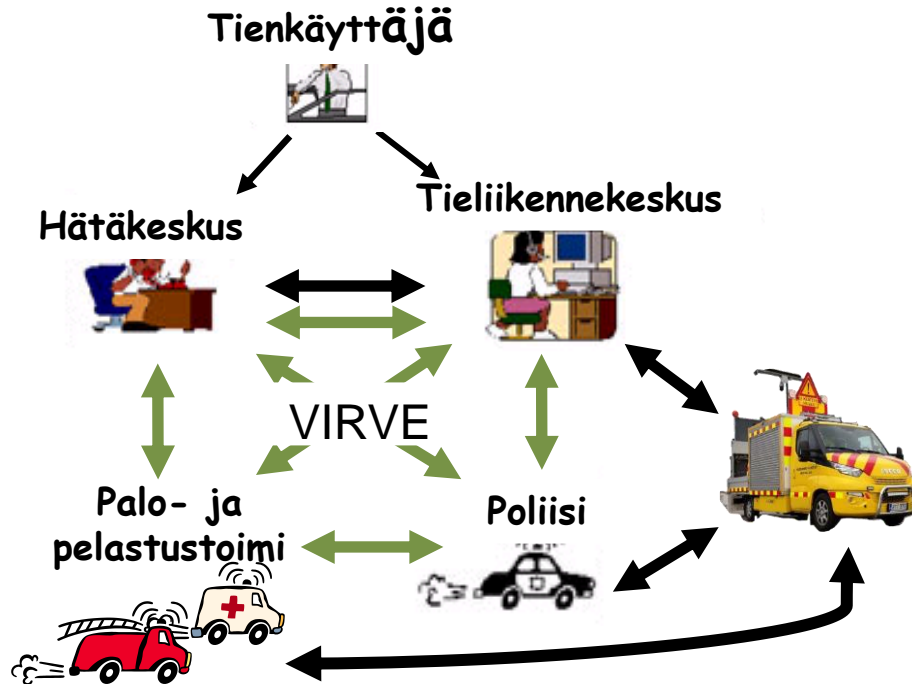 Tienkäyttäjä
Hätäkeskus
Tieliikennekeskus
VIRVE
Palo- ja
pelastustoimi
Poliisi